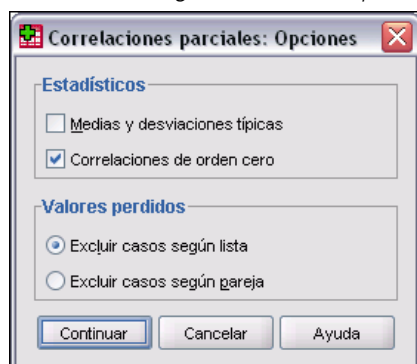 Correlaciones parciales: Opciones
Estadísticos
Medias y desviaciones típicas
Correlaciones de orden cero
Valores perdidos
Excluir casos según lista
Excluir casos según pareja
Continuar Cancelar Ayuda